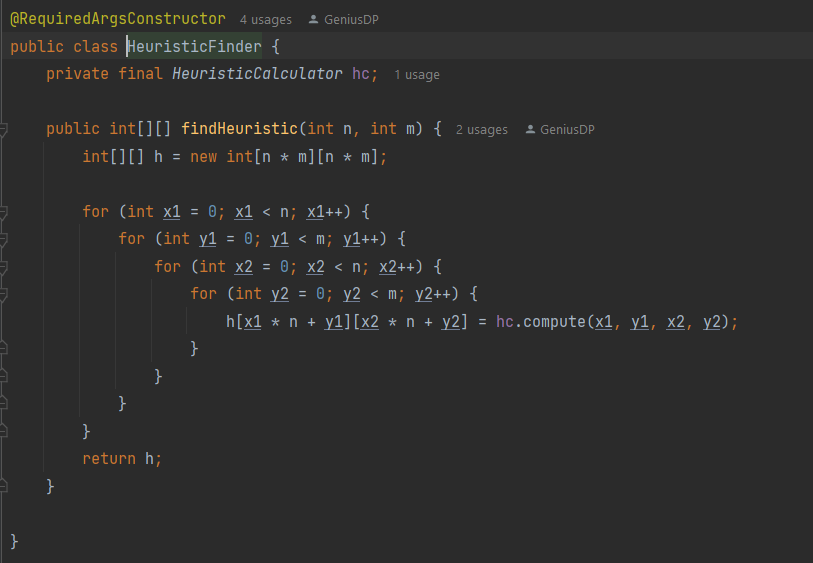 @RequiredArgsConstructor 4 usages GeniusDP
public class HeuristicFinder {
private final HeuristicCalculator hc; 1 usage
public int[][] findHeuristic(int n, int m) { 2 usages GeniusDP
int[][] h = new int[n * m][n * m];
for (int x1 = 0; x1 < n; x1++) {
for (int y1 = 0; y1 < m; y1++) {
for (int x2 = 0; x2 < n; x2++) {
for (int y2 = 0; y2 < m; y2++) {
h[x1 * n + y1][x2 * n + y2] = hc.compute(x1, y1, x2, y2);
}
}
}
}
return h;
}
}